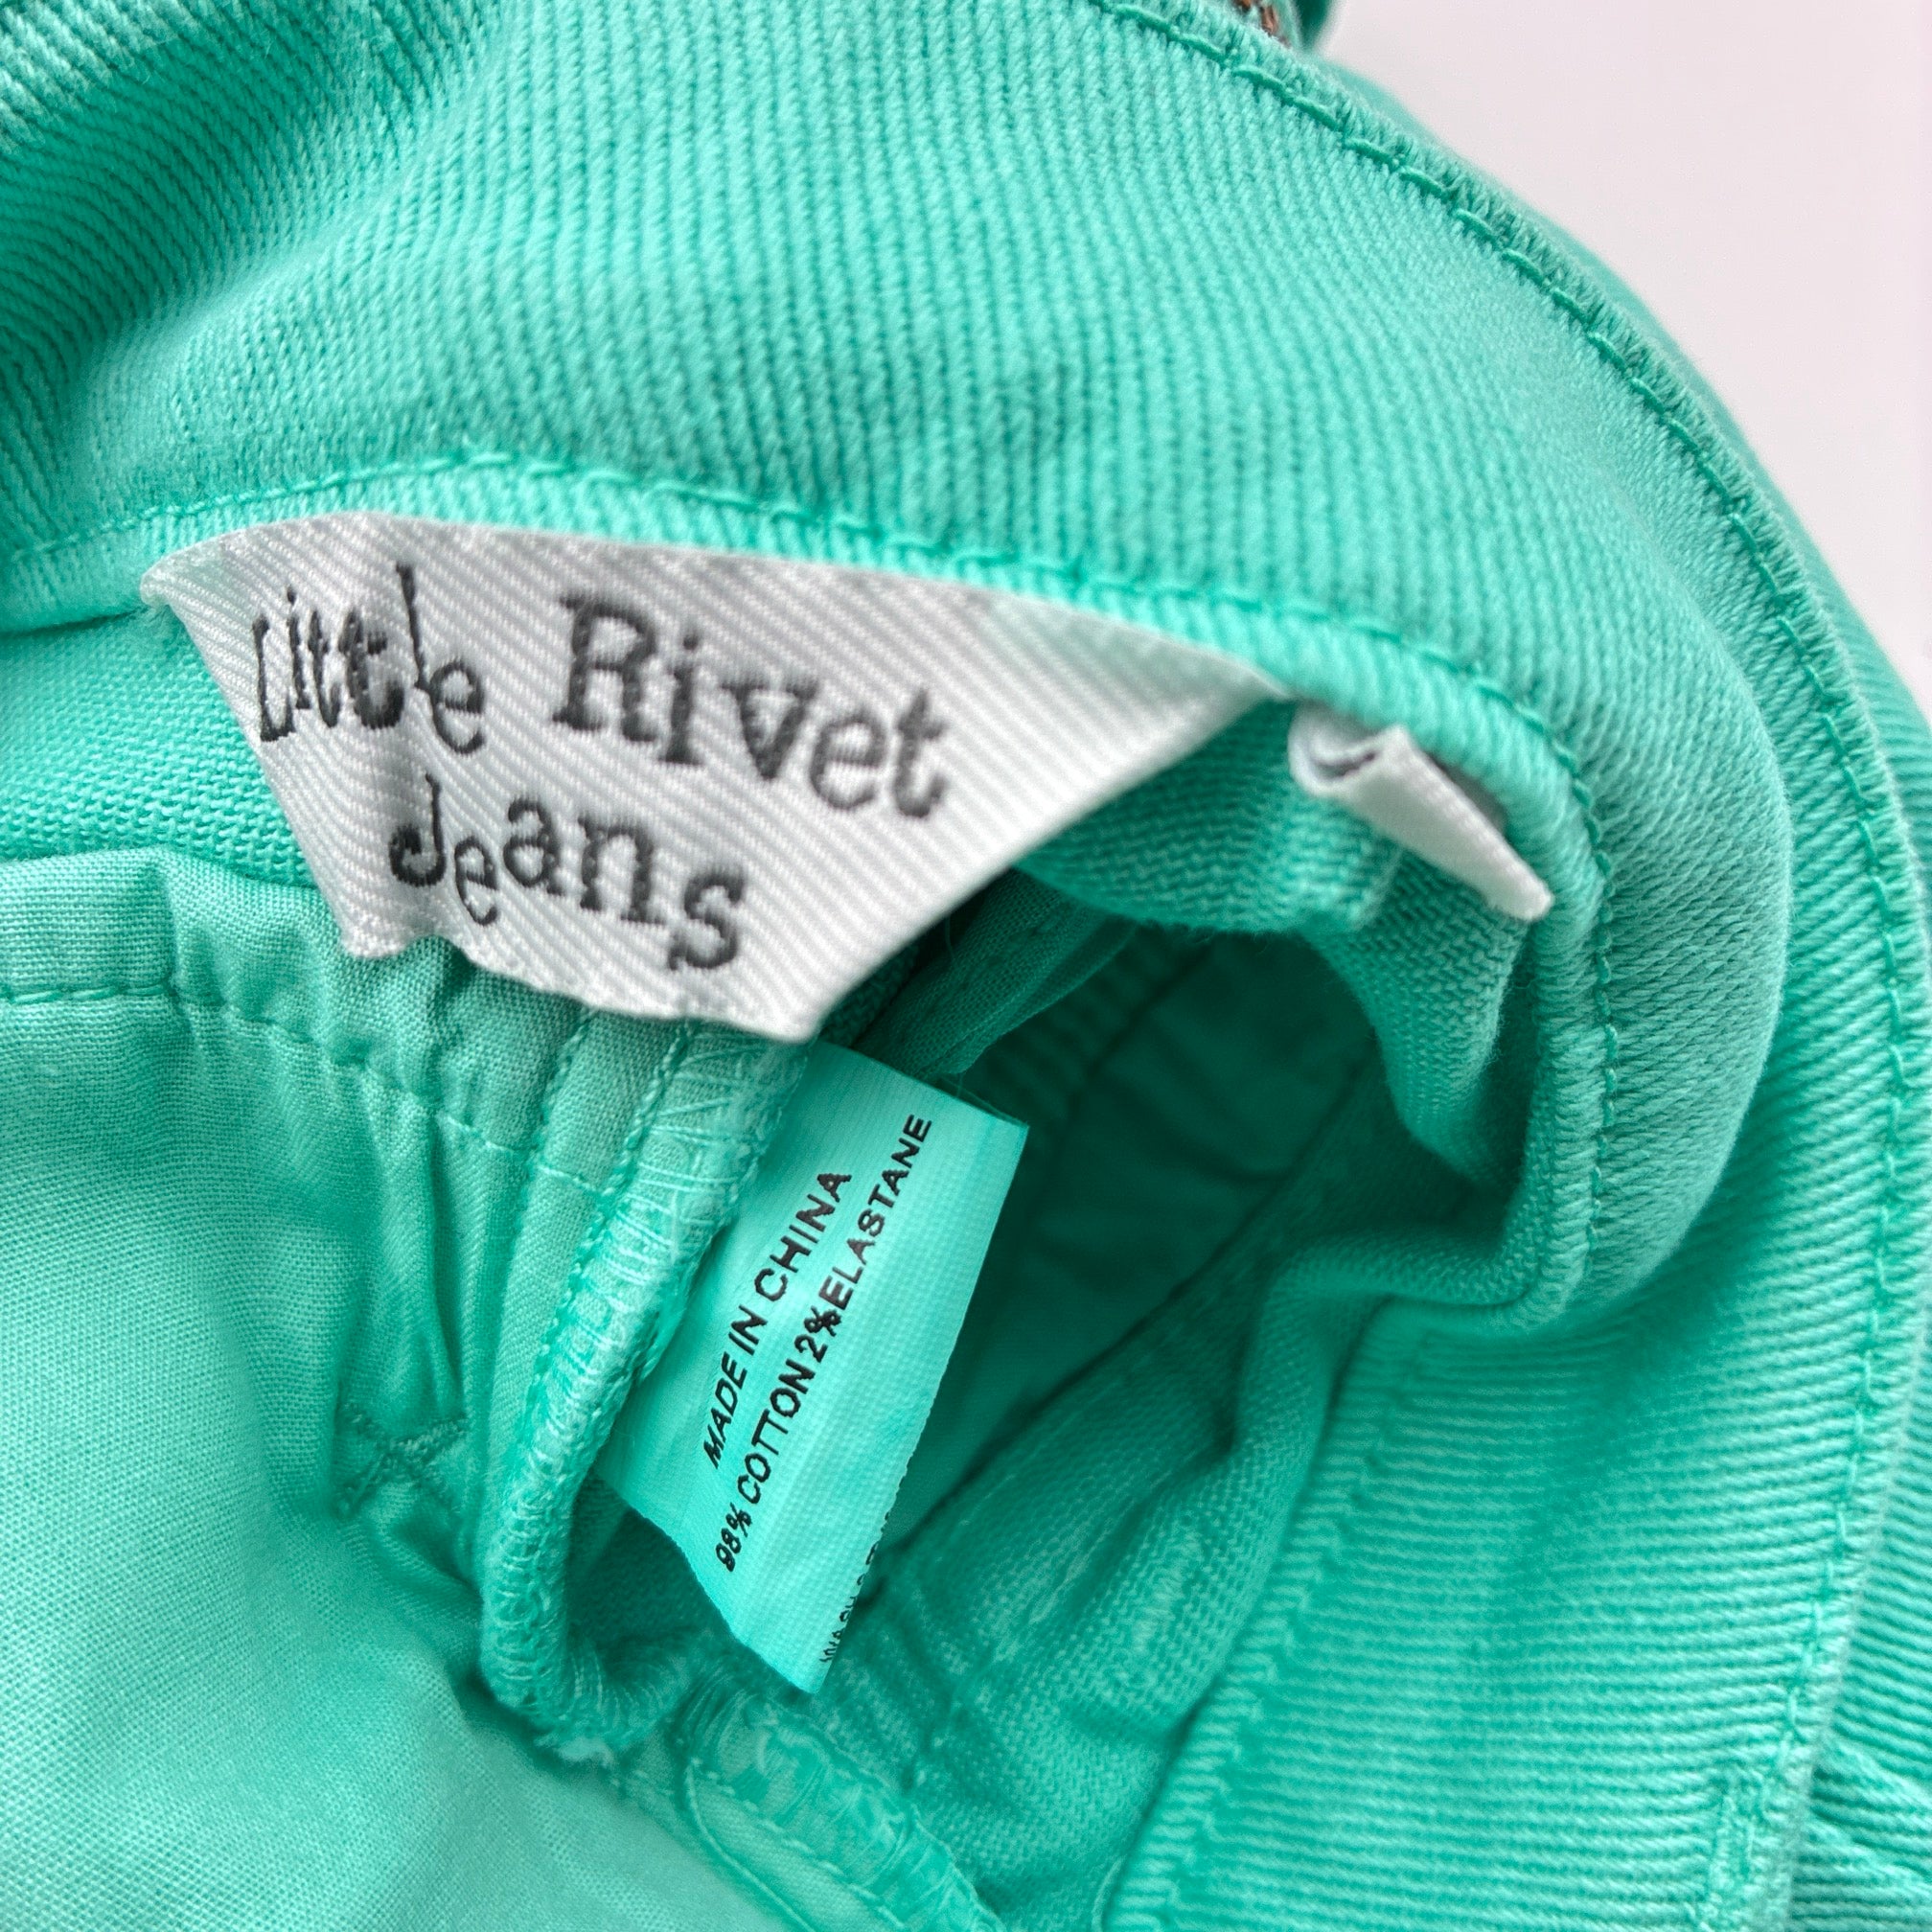 Little Rivet
Jeans
MADE IN CHINA
98% COTTON 2%ELASTANE